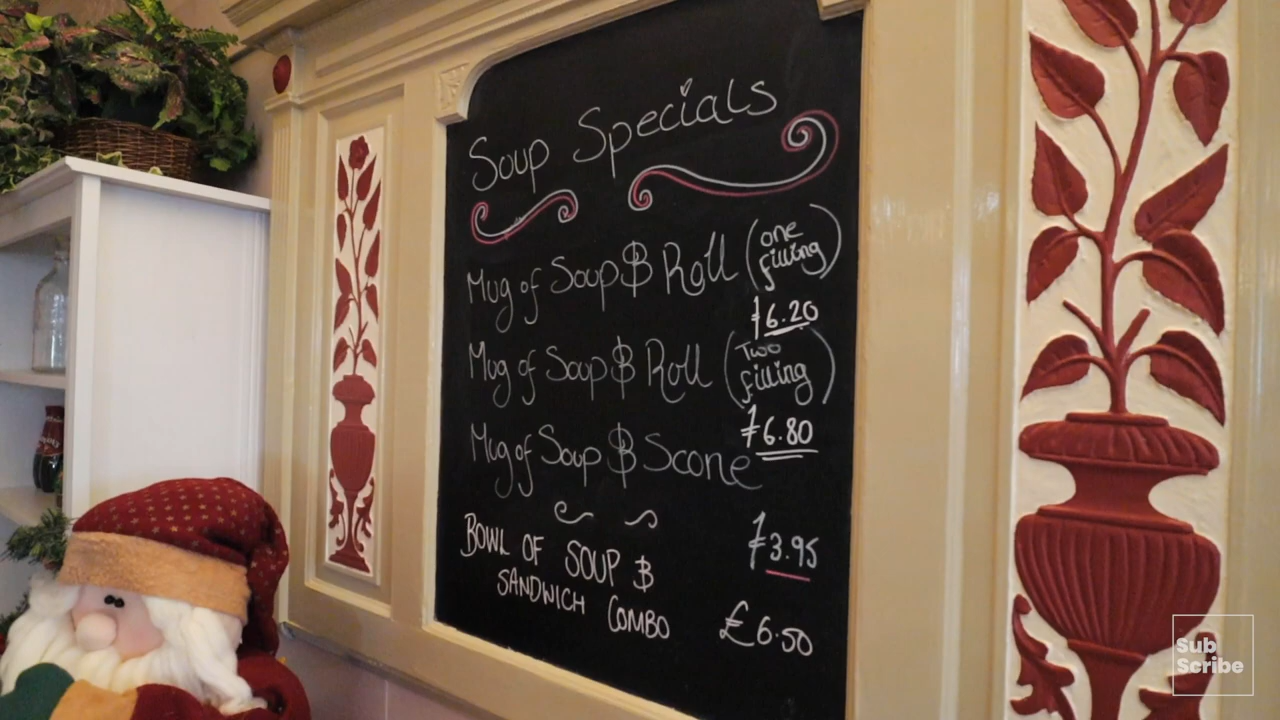 Soup Specials
Mug of Soup & Roll (one filling)
£6.20
Mug of Soup & Roll (Two filling)
£6.80
Mug of Soup & Scone
£3.95
BOWL OF SOUP &
SANDWICH COMBO
£6.50
Sub
Scribe